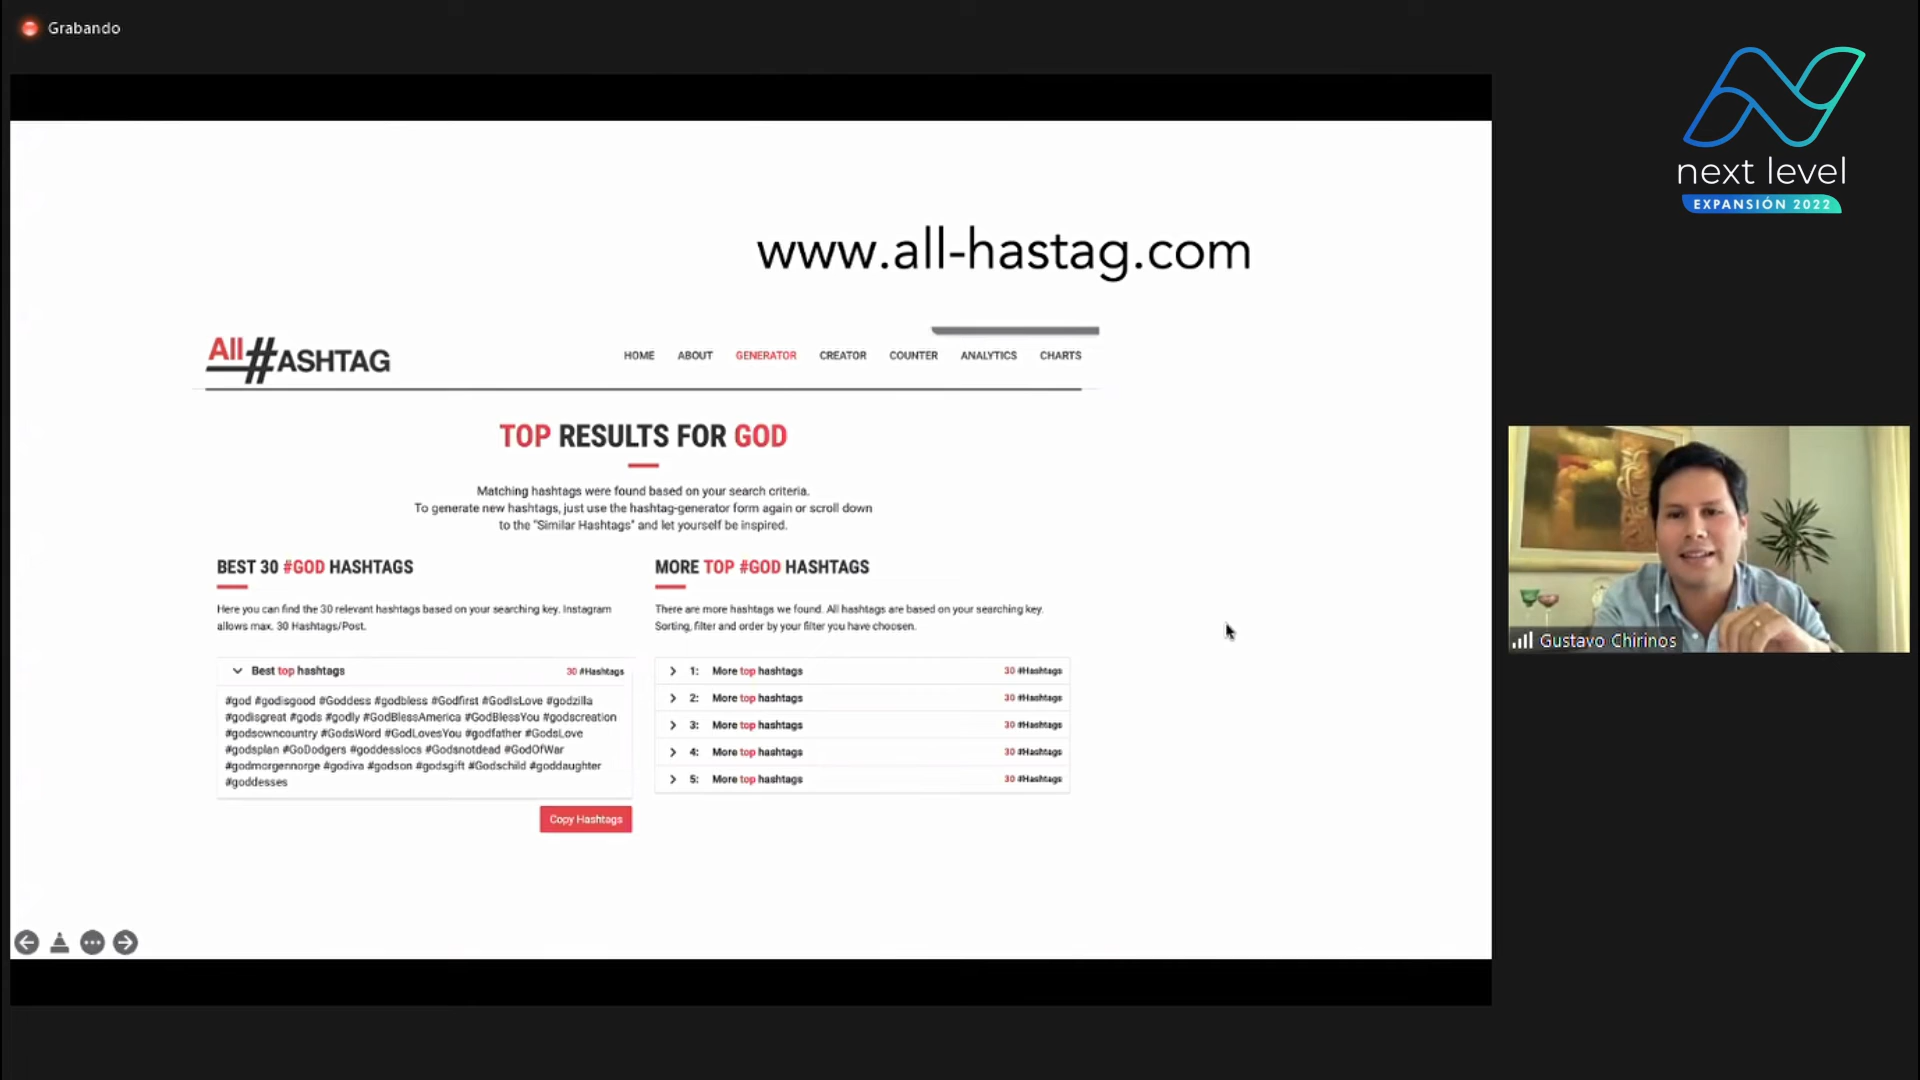 Grabando
next level
EXPANSIÓN 2022
www.all-hastag.com
All #ASHTAG
HOME ABOUT GENERATOR CREATOR COUNTER ANALYTICS CHARTS
TOP RESULTS FOR GOD
Matching hashtags were found based on your search criteria.
To generate new hashtags, just use the hashtag-generator form again or scroll down
to the "Similar Hashtags" and let yourself be inspired.
BEST 30 #GOD HASHTAGS
Here you can find the 30 relevant hashtags based on your searching key. Instagram
allows max. 30 Hashtags/Post.
Best top hashtags 30 #Hashtags
#god #godisgood #Goddess #godbless #Godfirst #GodIsLove #godzilla
#godisgreat #gods #godly #GodBlessAmerica #GodBlessYou #godscreation
#godsowncountry #GodsWord #GodLovesYou #godfather #GodsLove
#godsplan #GoDodgers #goddesslocs #Godsnotdead #GodOfWar
#godmorgennorge #godiva #godson #godsgift #Godschild #goddaughter
#goddesses
Copy Hashtags
MORE TOP #GOD HASHTAGS
There are more hashtags we found. All hashtags are based on your searching key.
Sorting, filter and order by your filter you have choosen.
1: More top hashtags 30 #Hashtags
2: More top hashtags 30 #Hashtags
3: More top hashtags 30 #Hashtags
4: More top hashtags 30 #Hashtags
5: More top hashtags 30 #Hashtags
Gustavo Chirinos